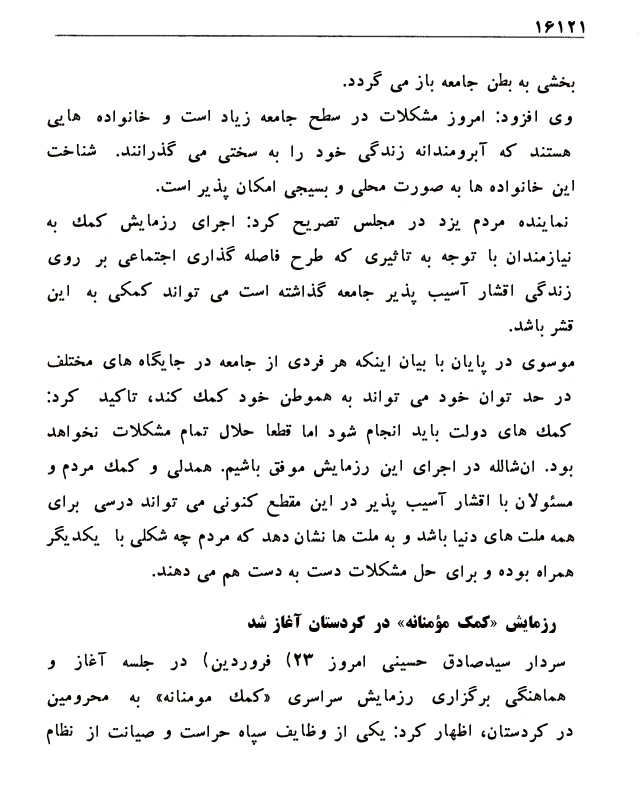 ۱۶۱۲۱
بخشی به بطن جامعه باز می گردد.
وی افزود: امروز مشکلات در سطح جامعه زیاد است و خانواده هایی
هستند که آبرومندانه زندگی خود را به سختی می گذرانند. شناخت
این خانواده ها به صورت محلی و بسیجی امکان پذیر است.
نماینده مردم یزد در مجلس تصریح کرد: اجرای رزمایش کمك به
نیازمندان با توجه به تاثیری که طرح فاصله گذاری اجتماعی بر روی
زندگی اقشار آسیب پذیر جامعه گذاشته است می تواند کمکی به این
قشر باشد.
موسوی در پایان با بیان اینکه هر فردی از جامعه در جایگاه های مختلف
در حد توان خود می تواند به هموطن خود کمك کند، تاکید کرد:
کمك های دولت باید انجام شود اما قطعا حلال تمام مشکلات نخواهد
بود. ان‌شالله در اجرای این رزمایش موفق باشیم. همدلی و کمك مردم و
مسئولان با اقشار آسیب پذیر در این مقطع کنونی می تواند درسی برای
همه ملت های دنیا باشد و به ملت ها نشان دهد که مردم چه شکلی با یکدیگر
همراه بوده و برای حل مشکلات دست به دست هم می دهند.
رزمایش «کمک مؤمنانه» در کردستان آغاز شد
سردار سیدصادق حسینی امروز ۲۳) فروردین) در جلسه آغاز و
هماهنگی برگزاری رزمایش سراسری «کمك مومنانه» به محرومین
در کردستان، اظهار کرد: یکی از وظایف سپاه حراست و صیانت از نظام